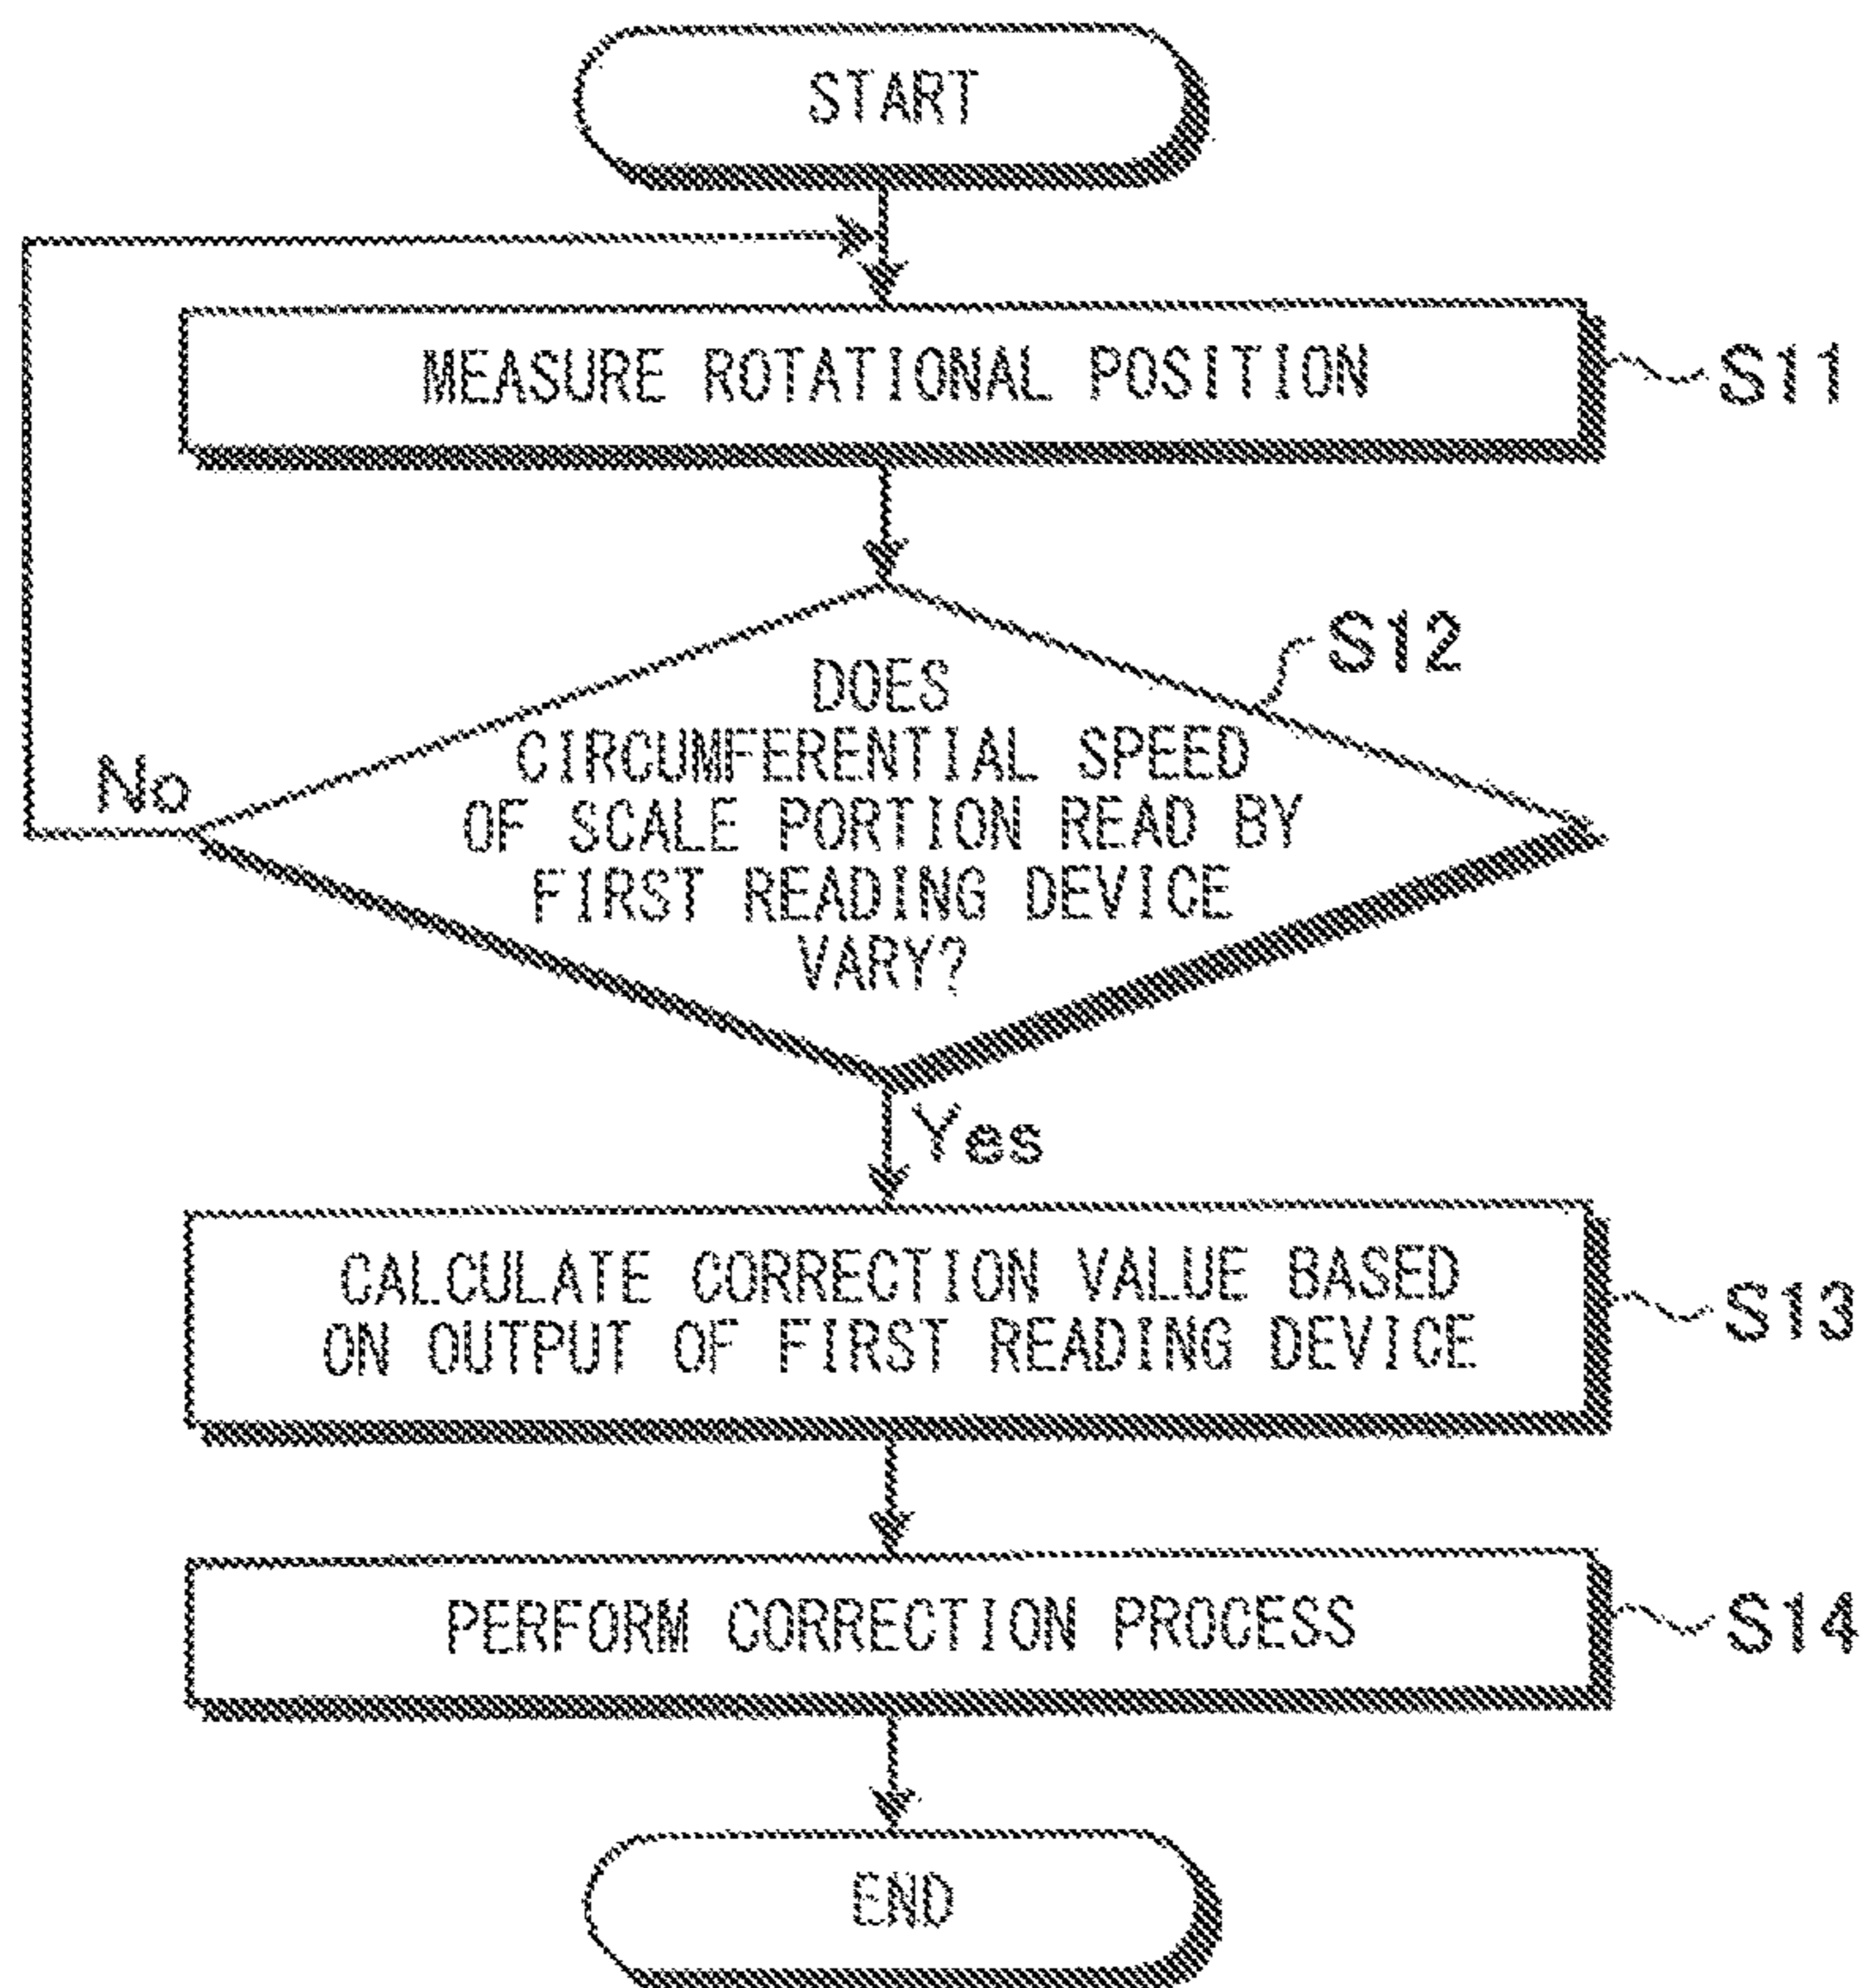 START
MEASURE ROTATIONAL POSITION
S11
S12
DOES
CIRCUMFERENTIAL SPEED
OF SCALE PORTION READ BY
FIRST READING DEVICE
VARY?
No
Yes
CALCULATE CORRECTION VALUE BASED
ON OUTPUT OF FIRST READING DEVICE
S13
PERFORM CORRECTION PROCESS
S14
END